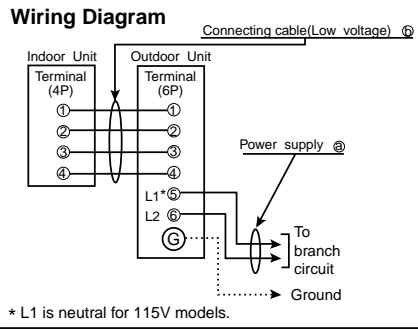 Wiring Diagram
Connecting cable(Low voltage) ⓑ
Indoor Unit
Outdoor Unit
Terminal
(4P)
Terminal
(6P)
① ①
② ②
③ ③
④ ④
Power supply ⓐ
L1*⑤
L2 ⑥
Ⓖ
To
branch
circuit
Ground
* L1 is neutral for 115V models.